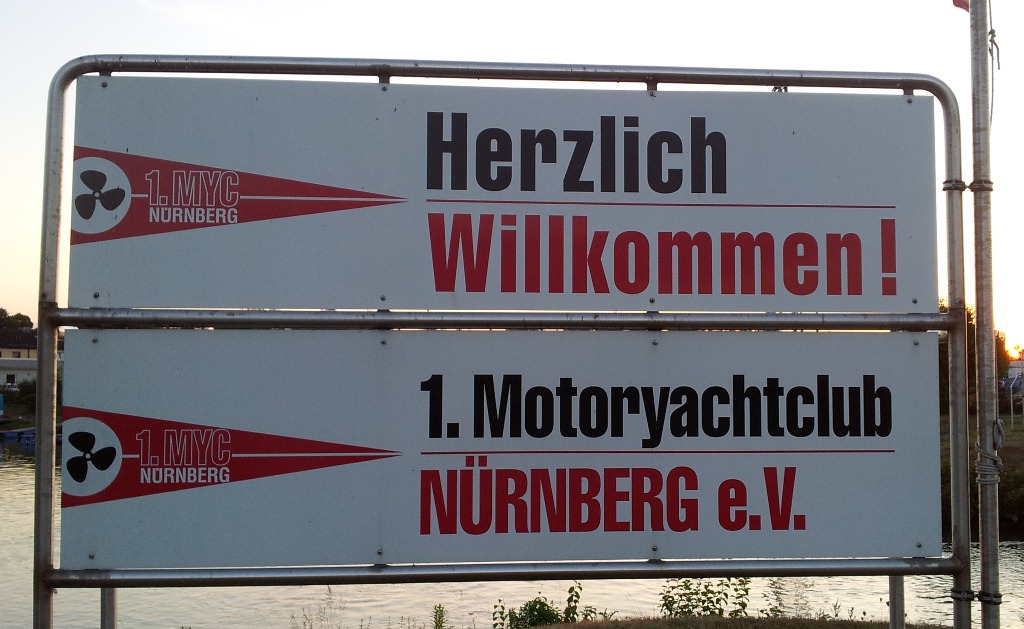 1. MYC
NÜRNBERG
Herzlich
Willkommen!
1. MYC
NÜRNBERG
1. Motoryachtclub
NÜRNBERG e.V.